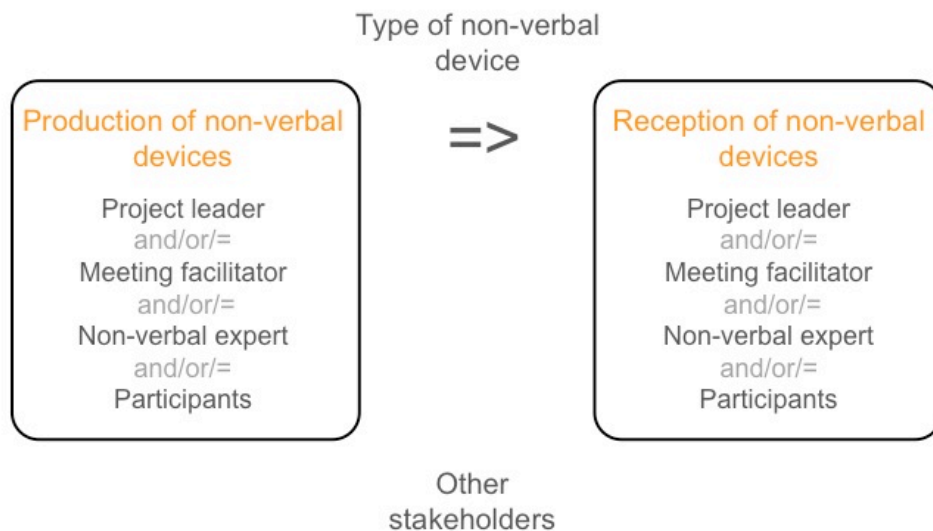 Type of non-verbal
device
Production of non-verbal
devices
Project leader
and/or/=
Meeting facilitator
and/or/=
Non-verbal expert
and/or/=
Participants
=>
Reception of non-verbal
devices
Project leader
and/or/=
Meeting facilitator
and/or/=
Non-verbal expert
and/or/=
Participants
Other
stakeholders